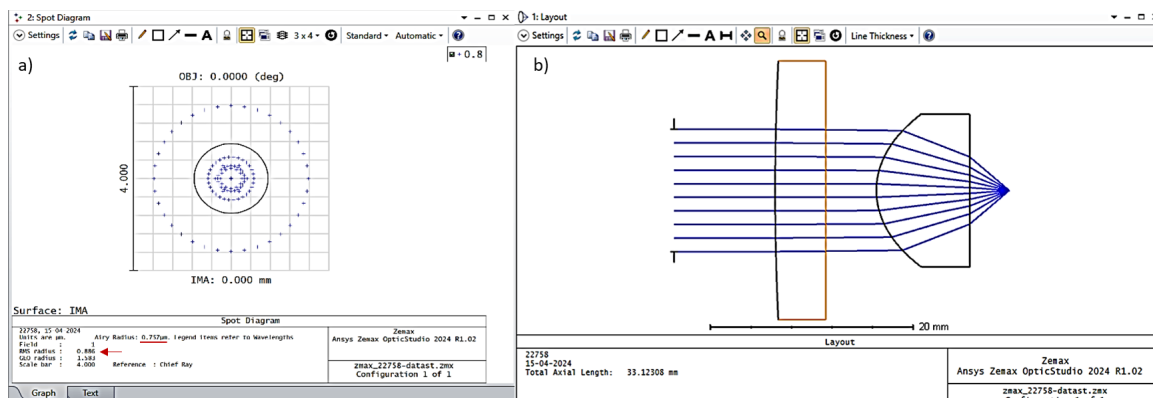 2: Spot Diagram
Settings
3 x 4
Standard
Automatic
a)
+ 0.8
OBJ: 0.0000 (deg)
4.000
IMA: 0.000 mm
Surface: IMA
Spot Diagram
22758, 15-04 2024
Units are µm. Airy Radius: 0.757µm. Legend items refer to Wavelengths
Field : 1
RMS radius : 0.886
GEO radius : 1.583
Scale bar : 4.000 Reference : Chief Ray
Zemax
Ansys Zemax OpticStudio 2024 R1.02
zmax_22758-datast.zmx
Configuration 1 of 1
Graph
Text
1: Layout
Settings
3 x 4
Line Thickness
b)
20 mm
Layout
22758
15-04-2024
Total Axial Length: 33.12308 mm
Zemax
Ansys Zemax OpticStudio 2024 R1.02
zmax_22758-datast.zmx